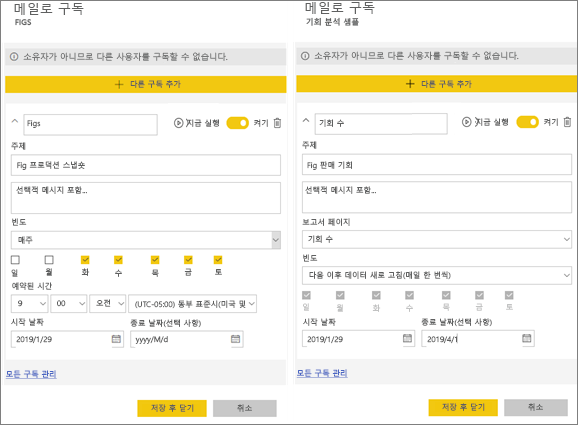 메일로 구독
FIGS
소유자가 아니므로 다른 사용자를 구독할 수 없습니다.
다른 구독 추가
Figs
지금 실행
켜기
주제
Fig 프로덕션 스냅숏
선택적 메시지 포함...
빈도
매주
일 월 화 수 목 금 토
예약된 시간
9 00 오전 (UTC-05:00) 동부 표준시(미국 및
시작 날짜 종료 날짜(선택 사항)
2019/1/29 yyyy/M/d
모든 구독 관리
저장 후 닫기 취소
메일로 구독
기회 분석 샘플
소유자가 아니므로 다른 사용자를 구독할 수 없습니다.
다른 구독 추가
기회 수
지금 실행
켜기
주제
Fig 판매 기회
선택적 메시지 포함...
보고서 페이지
기회 수
빈도
다음 이후 데이터 새로 고침(매일 한 번씩)
일 월 화 수 목 금 토
시작 날짜 종료 날짜(선택 사항)
2019/1/29 2019/4/1
모든 구독 관리
저장 후 닫기 취소